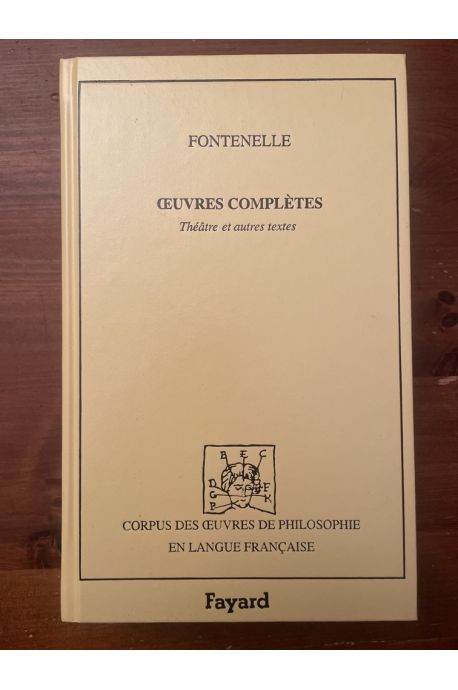 FONTENELLE
ŒUVRES COMPLÈTES
Théâtre et autres textes
B E C
D F
G K
P
CORPUS DES ŒUVRES DE PHILOSOPHIE
EN LANGUE FRANÇAISE
Fayard